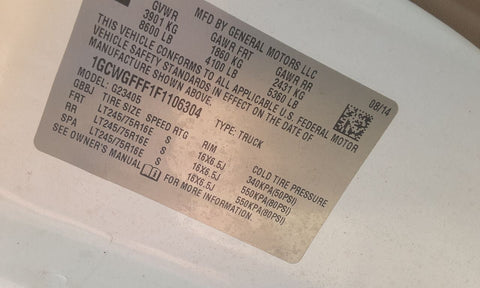 MFD BY GENERAL MOTORS LLC
GVWR GAWR FRT GAWR RR
3901 KG 1860 KG 2431 KG
8600 LB 4100 LB 5360 LB
THIS VEHICLE CONFORMS TO ALL APPLICABLE U.S. FEDERAL MOTOR
VEHICLE SAFETY STANDARDS IN EFFECT ON THE DATE OF
MANUFACTURE SHOWN ABOVE.
08/14
1GCWGFFF1F1106304
TYPE: TRUCK
MODEL: G23405
GBBJ TIRE SIZE SPEED RTG RIM COLD TIRE PRESSURE
FRT LT245/75R16E S 16X6.5J 340KPA(50PSI)
RR LT245/75R16E S 16X6.5J 550KPA(80PSI)
SPA LT245/75R16E S 16X6.5J 550KPA(80PSI)
SEE OWNER'S MANUAL FOR MORE INFORMATION.